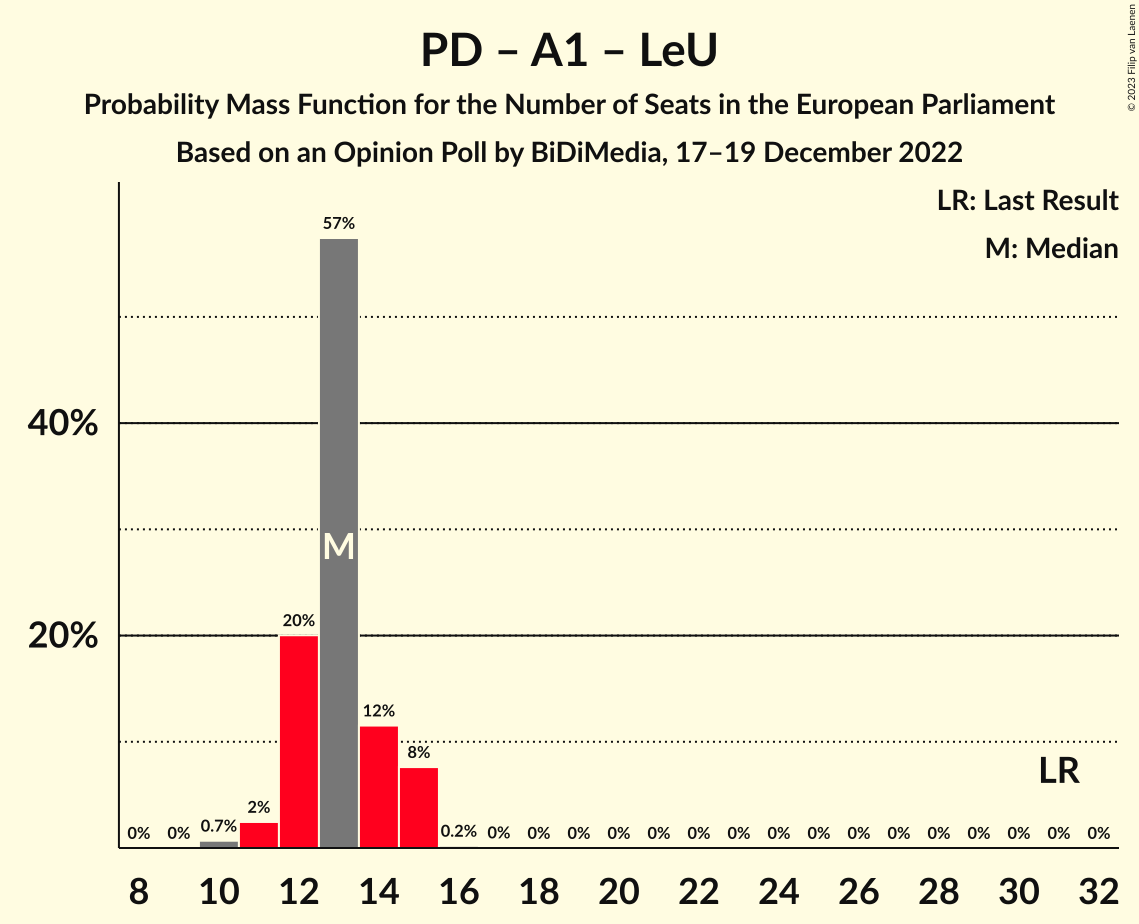 PD – A1 – LeU
Probability Mass Function for the Number of Seats in the European Parliament
Based on an Opinion Poll by BiDiMedia, 17–19 December 2022
© 2023 Filip van Laenen
LR: Last Result
M: Median
57%
40%
M
20%
20%
12%
8%
LR
2%
0% 0% 0.7% 0.2% 0% 0% 0% 0% 0% 0% 0% 0% 0% 0% 0% 0% 0% 0% 0% 0%
8 10 12 14 16 18 20 22 24 26 28 30 32